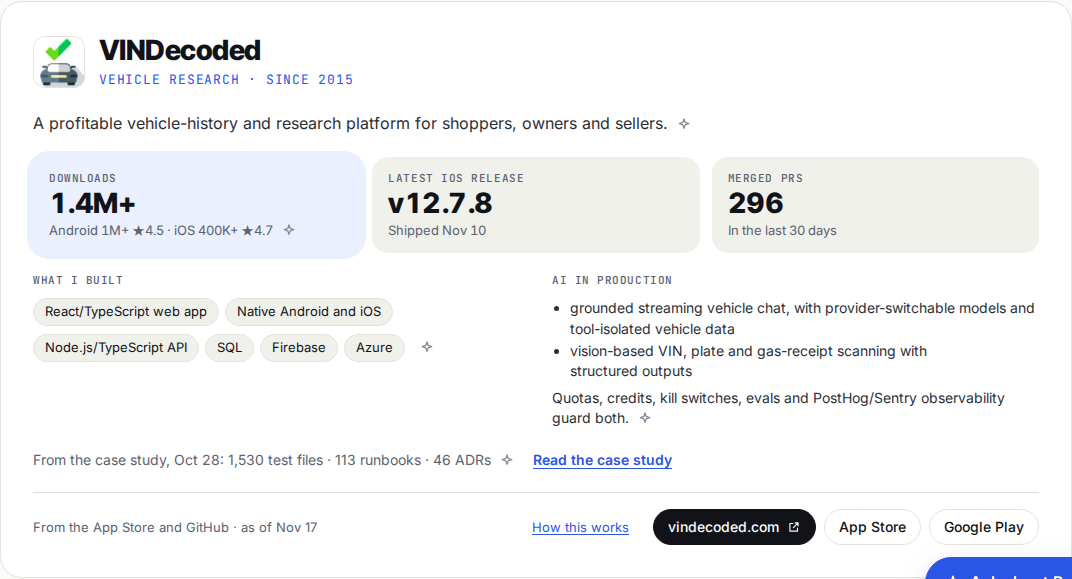 VINDecoded
VEHICLE RESEARCH · SINCE 2015
A profitable vehicle-history and research platform for shoppers, owners and sellers.
DOWNLOADS
1.4M+
Android 1M+ ★4.5 · iOS 400K+ ★4.7
LATEST IOS RELEASE
v12.7.8
Shipped Nov 10
MERGED PRS
296
In the last 30 days
WHAT I BUILT
React/TypeScript web app
Native Android and iOS
Node.js/TypeScript API
SQL
Firebase
Azure
AI IN PRODUCTION
• grounded streaming vehicle chat, with provider-switchable models and
tool-isolated vehicle data
• vision-based VIN, plate and gas-receipt scanning with
structured outputs
Quotas, credits, kill switches, evals and PostHog/Sentry observability
guard both.
From the case study, Oct 28: 1,530 test files · 113 runbooks · 46 ADRs
Read the case study
From the App Store and GitHub · as of Nov 17
How this works
vindecoded.com
App Store
Google Play